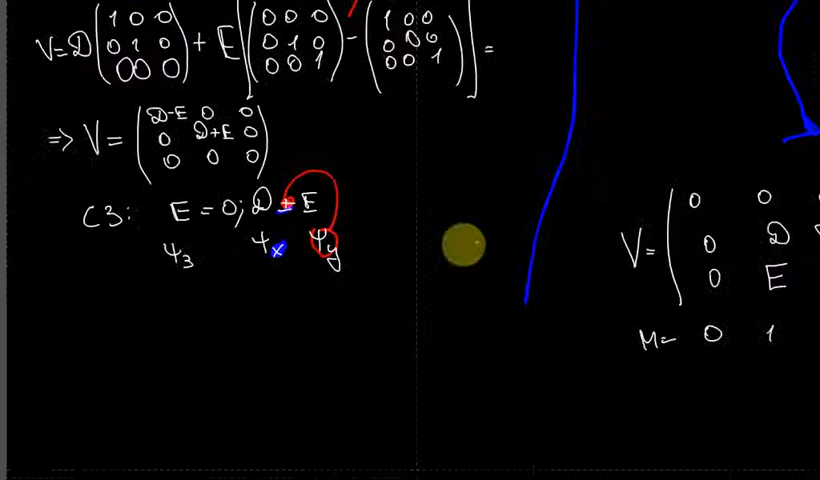 V = D (1 0 0
0 1 0
0 0 0) + E [(0 0 0
0 1 0
0 0 1) − (1 0 0
0 0 0
0 0 1)] =
=> V = (D-E 0 0
0 D+E 0
0 0 0)
C3: E = 0; D ± E
Ψ3 Ψx Ψy
V = (0 0
0 D
0 E
M = 0 1